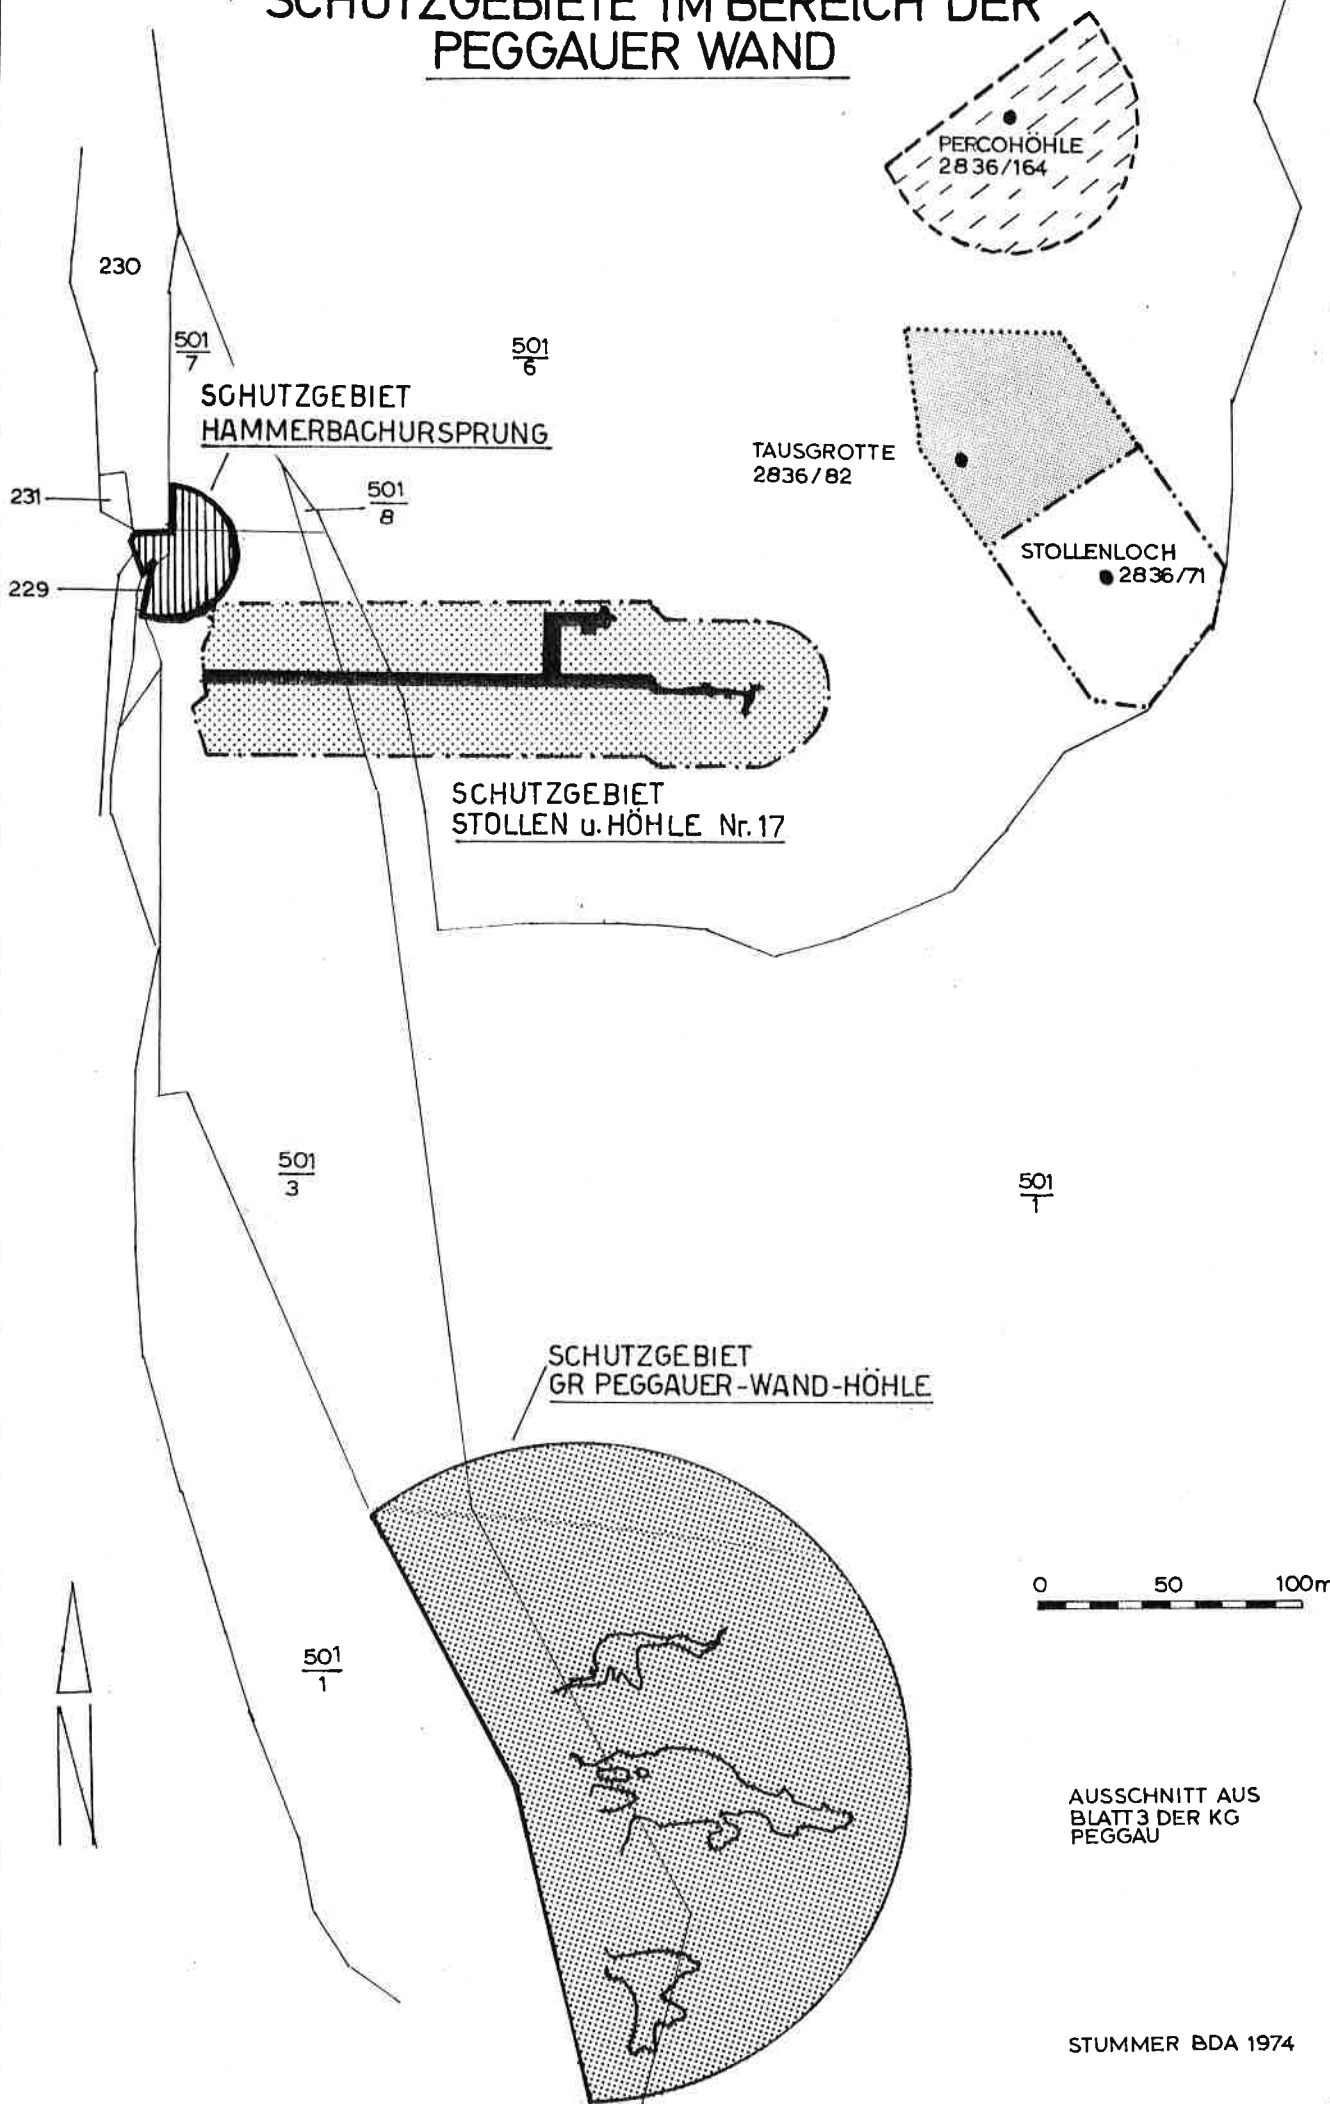 SCHUTZGEBIETE IM BEREICH DER
PEGGAUER WAND
PERCOHÖHLE
2836/164
230
501
7
501
6
SCHUTZGEBIET
HAMMERBACHURSPRUNG
TAUSGROTTE
2836/82
231
501
8
STOLLENLOCH
2836/71
229
SCHUTZGEBIET
STOLLEN u. HÖHLE Nr. 17
501
3
501
1
SCHUTZGEBIET
GR PEGGAUER-WAND-HÖHLE
0 50 100m
501
1
N
AUSSCHNITT AUS
BLATT 3 DER KG
PEGGAU
STUMMER BDA 1974